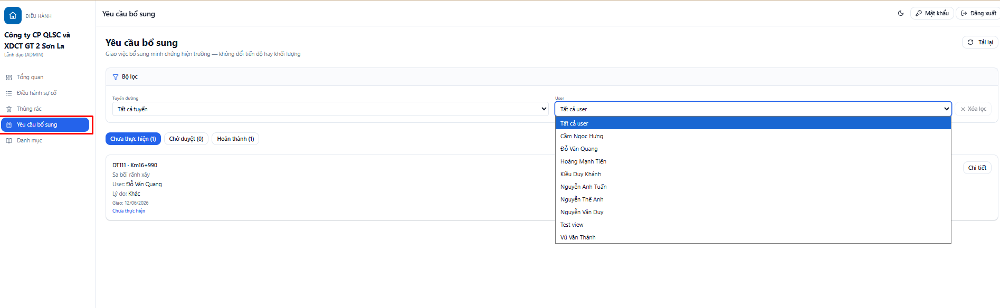 ĐIỀU HÀNH
Công ty CP QLSC và
XDCT GT 2 Sơn La
Lãnh đạo (ADMIN)
Tổng quan
Điều hành sự cố
Thùng rác
Yêu cầu bổ sung
Danh mục
Yêu cầu bổ sung
Mật khẩu
Đăng xuất
Yêu cầu bổ sung
Giao việc bổ sung minh chứng hiện trường — không đổi tiến độ hay khối lượng
Tải lại
Bộ lọc
Tuyến đường
Tất cả tuyến
User
Tất cả user
Xóa lọc
Tất cả user
Cầm Ngọc Hưng
Đỗ Văn Quang
Hoàng Mạnh Tiến
Kiều Duy Khánh
Nguyễn Anh Tuấn
Nguyễn Thế Anh
Nguyễn Văn Duy
Test view
Vũ Văn Thành
Chưa thực hiện (1)
Chờ duyệt (0)
Hoàn thành (1)
DT111 · Km16+990
Sa bồi rãnh xây
User: Đỗ Văn Quang
Lý do: Khác
Giao: 12/06/2026
Chưa thực hiện
Chi tiết